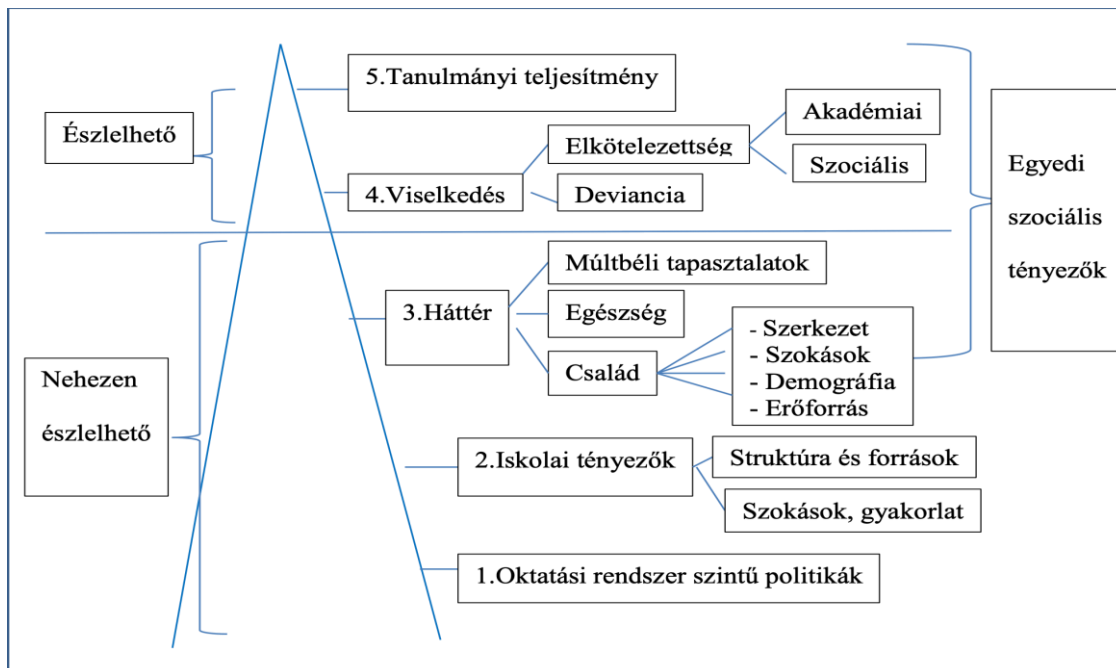 5.Tanulmányi teljesítmény
Észlelhető
Elkötelezettség
Akadémiai
Szociális
4.Viselkedés
Deviancia
Egyedi
szociális
tényezők
Múltbéli tapasztalatok
3.Háttér
Egészség
Család
- Szerkezet
- Szokások
- Demográfia
- Erőforrás
Nehezen
észlelhető
2.Iskolai tényezők
Struktúra és források
Szokások, gyakorlat
1.Oktatási rendszer szintű politikák